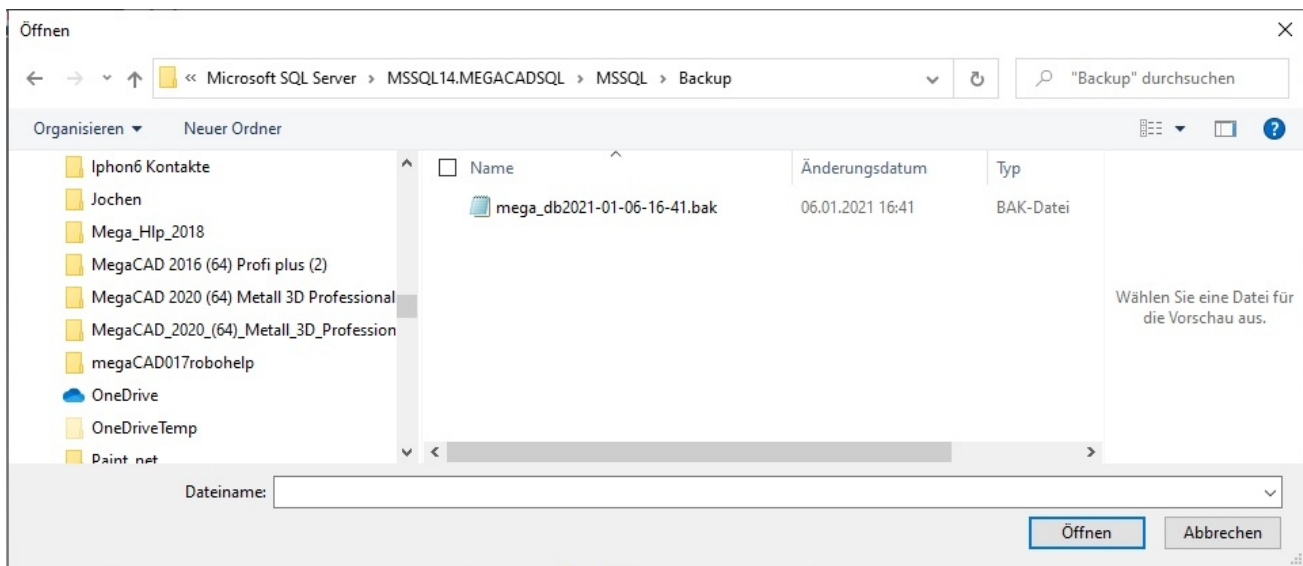 Öffnen
« Microsoft SQL Server › MSSQL14.MEGACADSQL › MSSQL › Backup
"Backup" durchsuchen
Organisieren
Neuer Ordner
Iphon6 Kontakte
Jochen
Mega_Hlp_2018
MegaCAD 2016 (64) Profi plus (2)
MegaCAD 2020 (64) Metall 3D Professional
MegaCAD_2020_(64)_Metall_3D_Profession
megaCAD017robohelp
OneDrive
OneDriveTemp
Paint_net
Name Änderungsdatum Typ
mega_db2021-01-06-16-41.bak 06.01.2021 16:41 BAK-Datei
Wählen Sie eine Datei für
die Vorschau aus.
Dateiname:
Öffnen Abbrechen